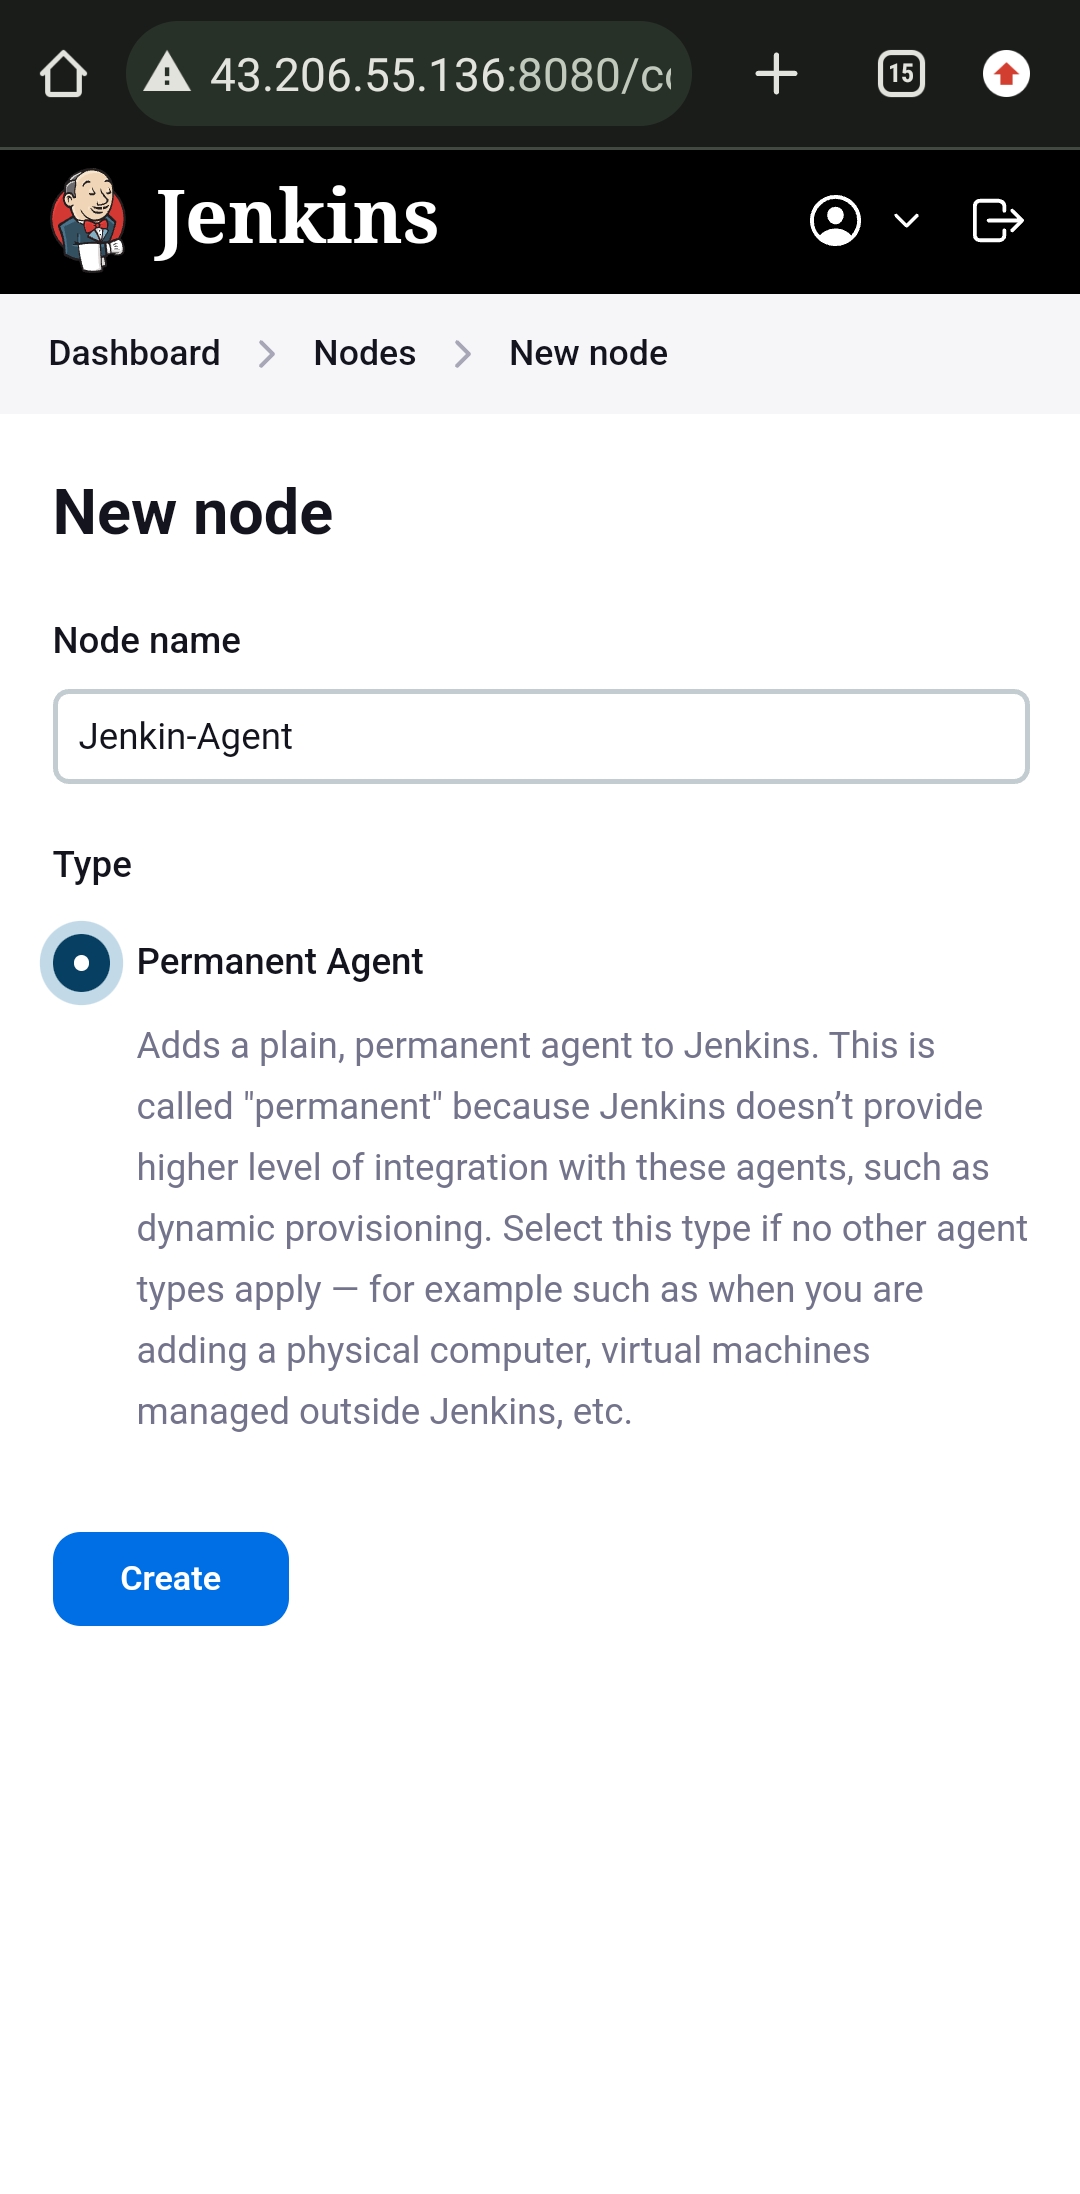 43.206.55.136:8080/co
15
Jenkins
Dashboard > Nodes > New node
New node
Node name
Jenkin-Agent
Type
Permanent Agent
Adds a plain, permanent agent to Jenkins. This is
called "permanent" because Jenkins doesn’t provide
higher level of integration with these agents, such as
dynamic provisioning. Select this type if no other agent
types apply — for example such as when you are
adding a physical computer, virtual machines
managed outside Jenkins, etc.
Create